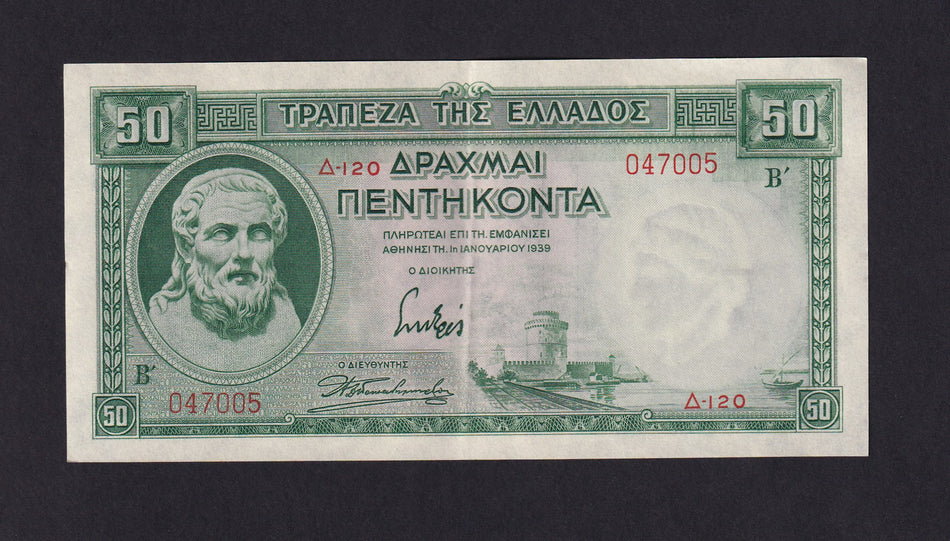 50 ΤΡΑΠΕΖΑ ΤΗΣ ΕΛΛΑΔΟΣ 50
Δ-120 ΔΡΑΧΜΑΙ 047005
ΠΕΝΤΗΚΟΝΤΑ Β΄
ΠΛΗΡΩΤΕΑΙ ΕΠΙ ΤΗ. ΕΜΦΑΝΙΣΕΙ
ΑΘΗΝΗΣΙ ΤΗ. 1η ΙΑΝΟΥΑΡΙΟΥ 1939
Ο ΔΙΟΙΚΗΤΗΣ
Ο ΔΙΕΥΘΥΝΤΗΣ
Β΄
047005 Δ-120
50 50